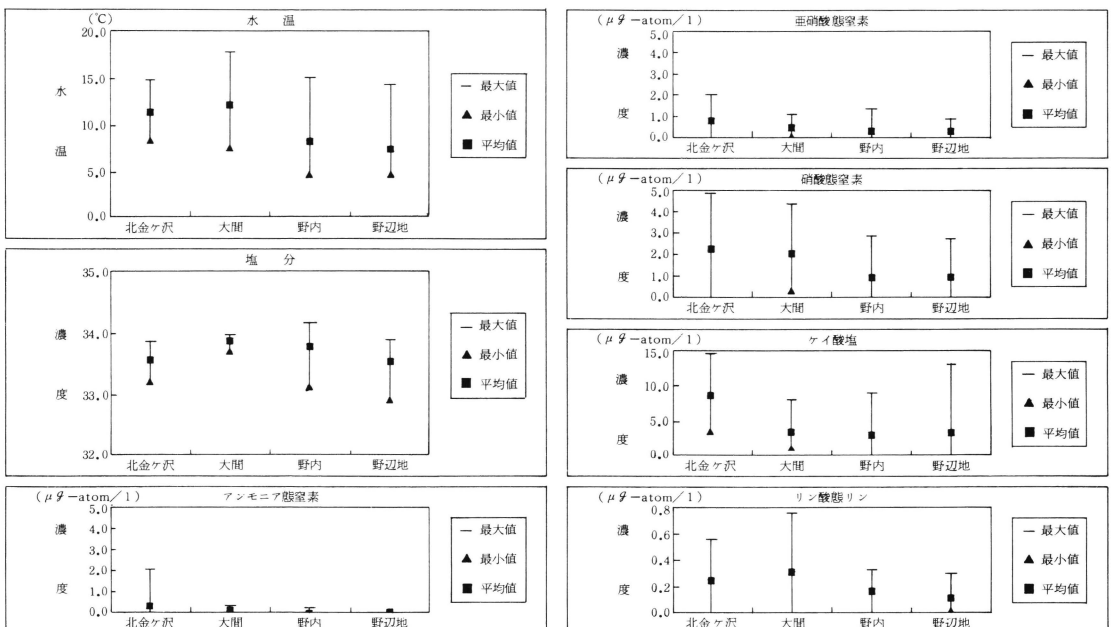 (℃)
水 温
20.0
15.0
10.0
5.0
0.0
水
温
北金ケ沢 大間 野内 野辺地
最大値
最小値
平均値
塩 分
35.0
34.0
33.0
32.0
濃
度
北金ケ沢 大間 野内 野辺地
最大値
最小値
平均値
(μg-atom/l)
アンモニア態窒素
5.0
4.0
3.0
2.0
1.0
0.0
濃
度
北金ケ沢 大間 野内 野辺地
最大値
最小値
平均値
(μg-atom/l)
亜硝酸態窒素
5.0
4.0
3.0
2.0
1.0
0.0
濃
度
北金ケ沢 大間 野内 野辺地
最大値
最小値
平均値
(μg-atom/l)
硝酸態窒素
5.0
4.0
3.0
2.0
1.0
0.0
濃
度
北金ケ沢 大間 野内 野辺地
最大値
最小値
平均値
(μg-atom/l)
ケイ酸塩
15.0
10.0
5.0
0.0
濃
度
北金ケ沢 大間 野内 野辺地
最大値
最小値
平均値
(μg-atom/l)
リン酸態リン
0.8
0.6
0.4
0.2
0.0
濃
度
北金ケ沢 大間 野内 野辺地
最大値
最小値
平均値